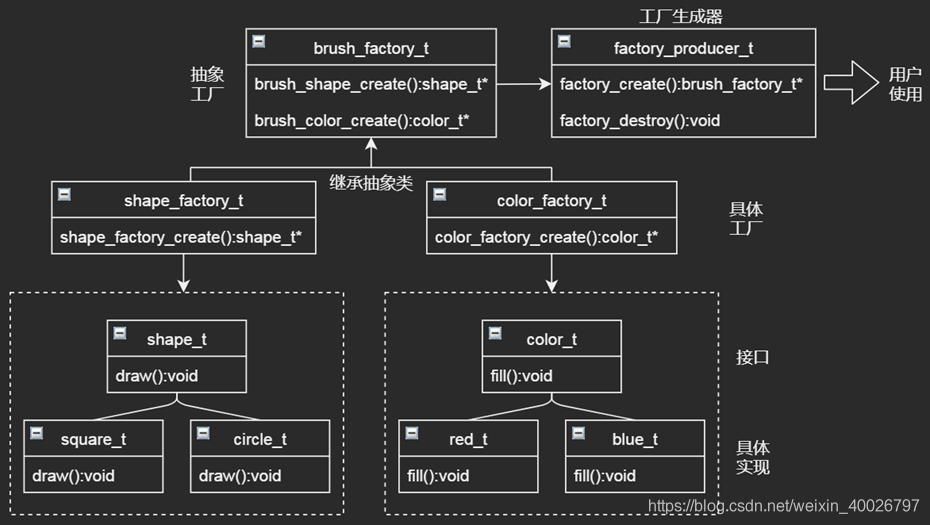 工厂生成器
brush_factory_t
factory_producer_t
抽象
工厂
brush_shape_create():shape_t*
factory_create():brush_factory_t*
用户
使用
brush_color_create():color_t*
factory_destroy():void
继承抽象类
shape_factory_t
color_factory_t
具体
工厂
shape_factory_create():shape_t*
color_factory_create():color_t*
shape_t
color_t
接口
draw():void
fill():void
square_t
circle_t
red_t
blue_t
具体
实现
draw():void
draw():void
fill():void
fill():void
https://blog.csdn.net/weixin_40026797